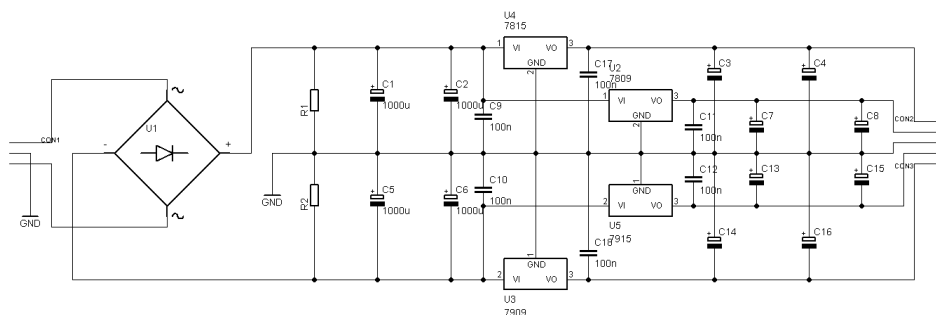 U4
7815
1
VI
VO
3
GND
2
C17
100n
U2
7809
1
VI
VO
3
GND
2
C1
1000u
C2
1000u
C9
100n
C3
C4
R1
C11
100n
C7
C8
CON1
U1
-
+
CON2
CON3
GND
GND
R2
C5
1000u
C6
1000u
C10
100n
C12
100n
C13
C15
1
GND
2
VI
VO
3
U5
7915
C18
100n
C14
C16
1
GND
2
VI
VO
3
U3
7909